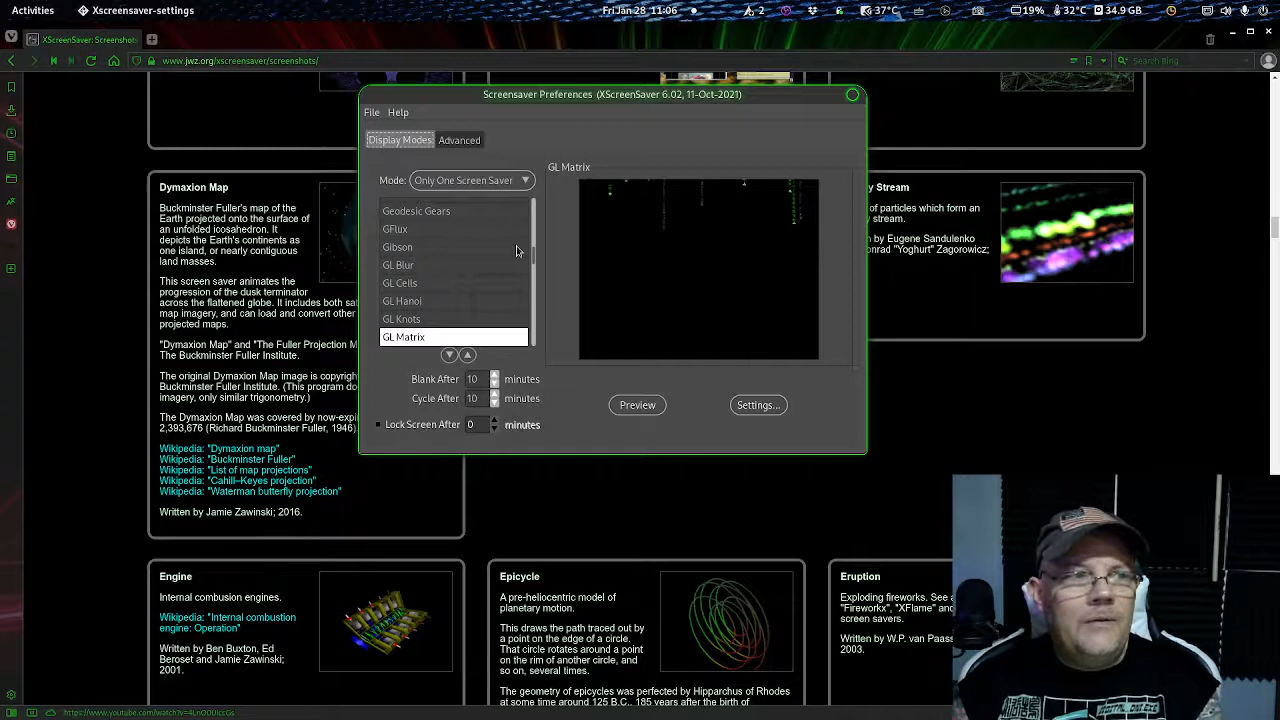 Activities
Xscreensaver-settings
Fri Jan 28 11:06
2
37°C
19%
32°C
34.9 GB
XScreenSaver: Screenshots
www.jwz.org/xscreensaver/screenshots/
Search Bing
Screensaver Preferences (XScreenSaver 6.02, 11-Oct-2021)
File Help
Display Modes Advanced
Mode: Only One Screen Saver
Geodesic Gears
GFlux
Gibson
GL Blur
GL Cells
GL Hanoi
GL Knots
GL Matrix
Blank After 10 minutes
Cycle After 10 minutes
Lock Screen After 0 minutes
GL Matrix
Preview
Settings...
Dymaxion Map
Buckminster Fuller's map of the
Earth projected onto the surface of
an unfolded icosahedron. It
depicts the Earth's continents as
one island, or nearly contiguous
land masses.
This screen saver animates the
progression of the dusk terminator
across the flattened globe. It includes both sat
map imagery, and can load and convert other
projected maps.
"Dymaxion Map" and "The Fuller Projection M
The Buckminster Fuller Institute.
The original Dymaxion Map image is copyrigh
Buckminster Fuller Institute. (This program do
imagery, only similar trigonometry.)
The Dymaxion Map was covered by now-expi
2,393,676 (Richard Buckminster Fuller, 1946).
Wikipedia: "Dymaxion map"
Wikipedia: "Buckminster Fuller"
Wikipedia: "List of map projections"
Wikipedia: "Cahill–Keyes projection"
Wikipedia: "Waterman butterfly projection"
Written by Jamie Zawinski; 2016.
y Stream
of particles which form an
stream.
n by Eugene Sandulenko
onrad "Yoghurt" Zagorowicz;
Engine
Internal combustion engines.
Wikipedia: "Internal combustion
engine: Operation"
Written by Ben Buxton, Ed
Beroset and Jamie Zawinski;
2001.
Epicycle
A pre-heliocentric model of
planetary motion.
This draws the path traced out by
a point on the edge of a circle.
That circle rotates around a point
on the rim of another circle, and
so on, several times.
The geometry of epicycles was perfected by Hipparchus of Rhodes
at some time around 125 B.C., 185 years after the birth of
Eruption
Exploding fireworks. See a
"Fireworkx", "XFlame" and
screen savers.
Written by W.P. van Paass
2003.